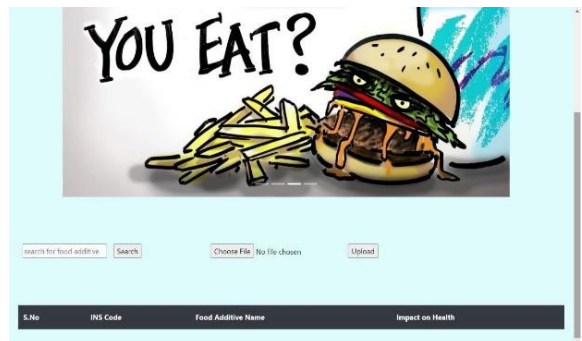 YOU EAT?
search for food additive Search Choose File No file chosen Upload
S.No INS Code Food Additive Name Impact on Health